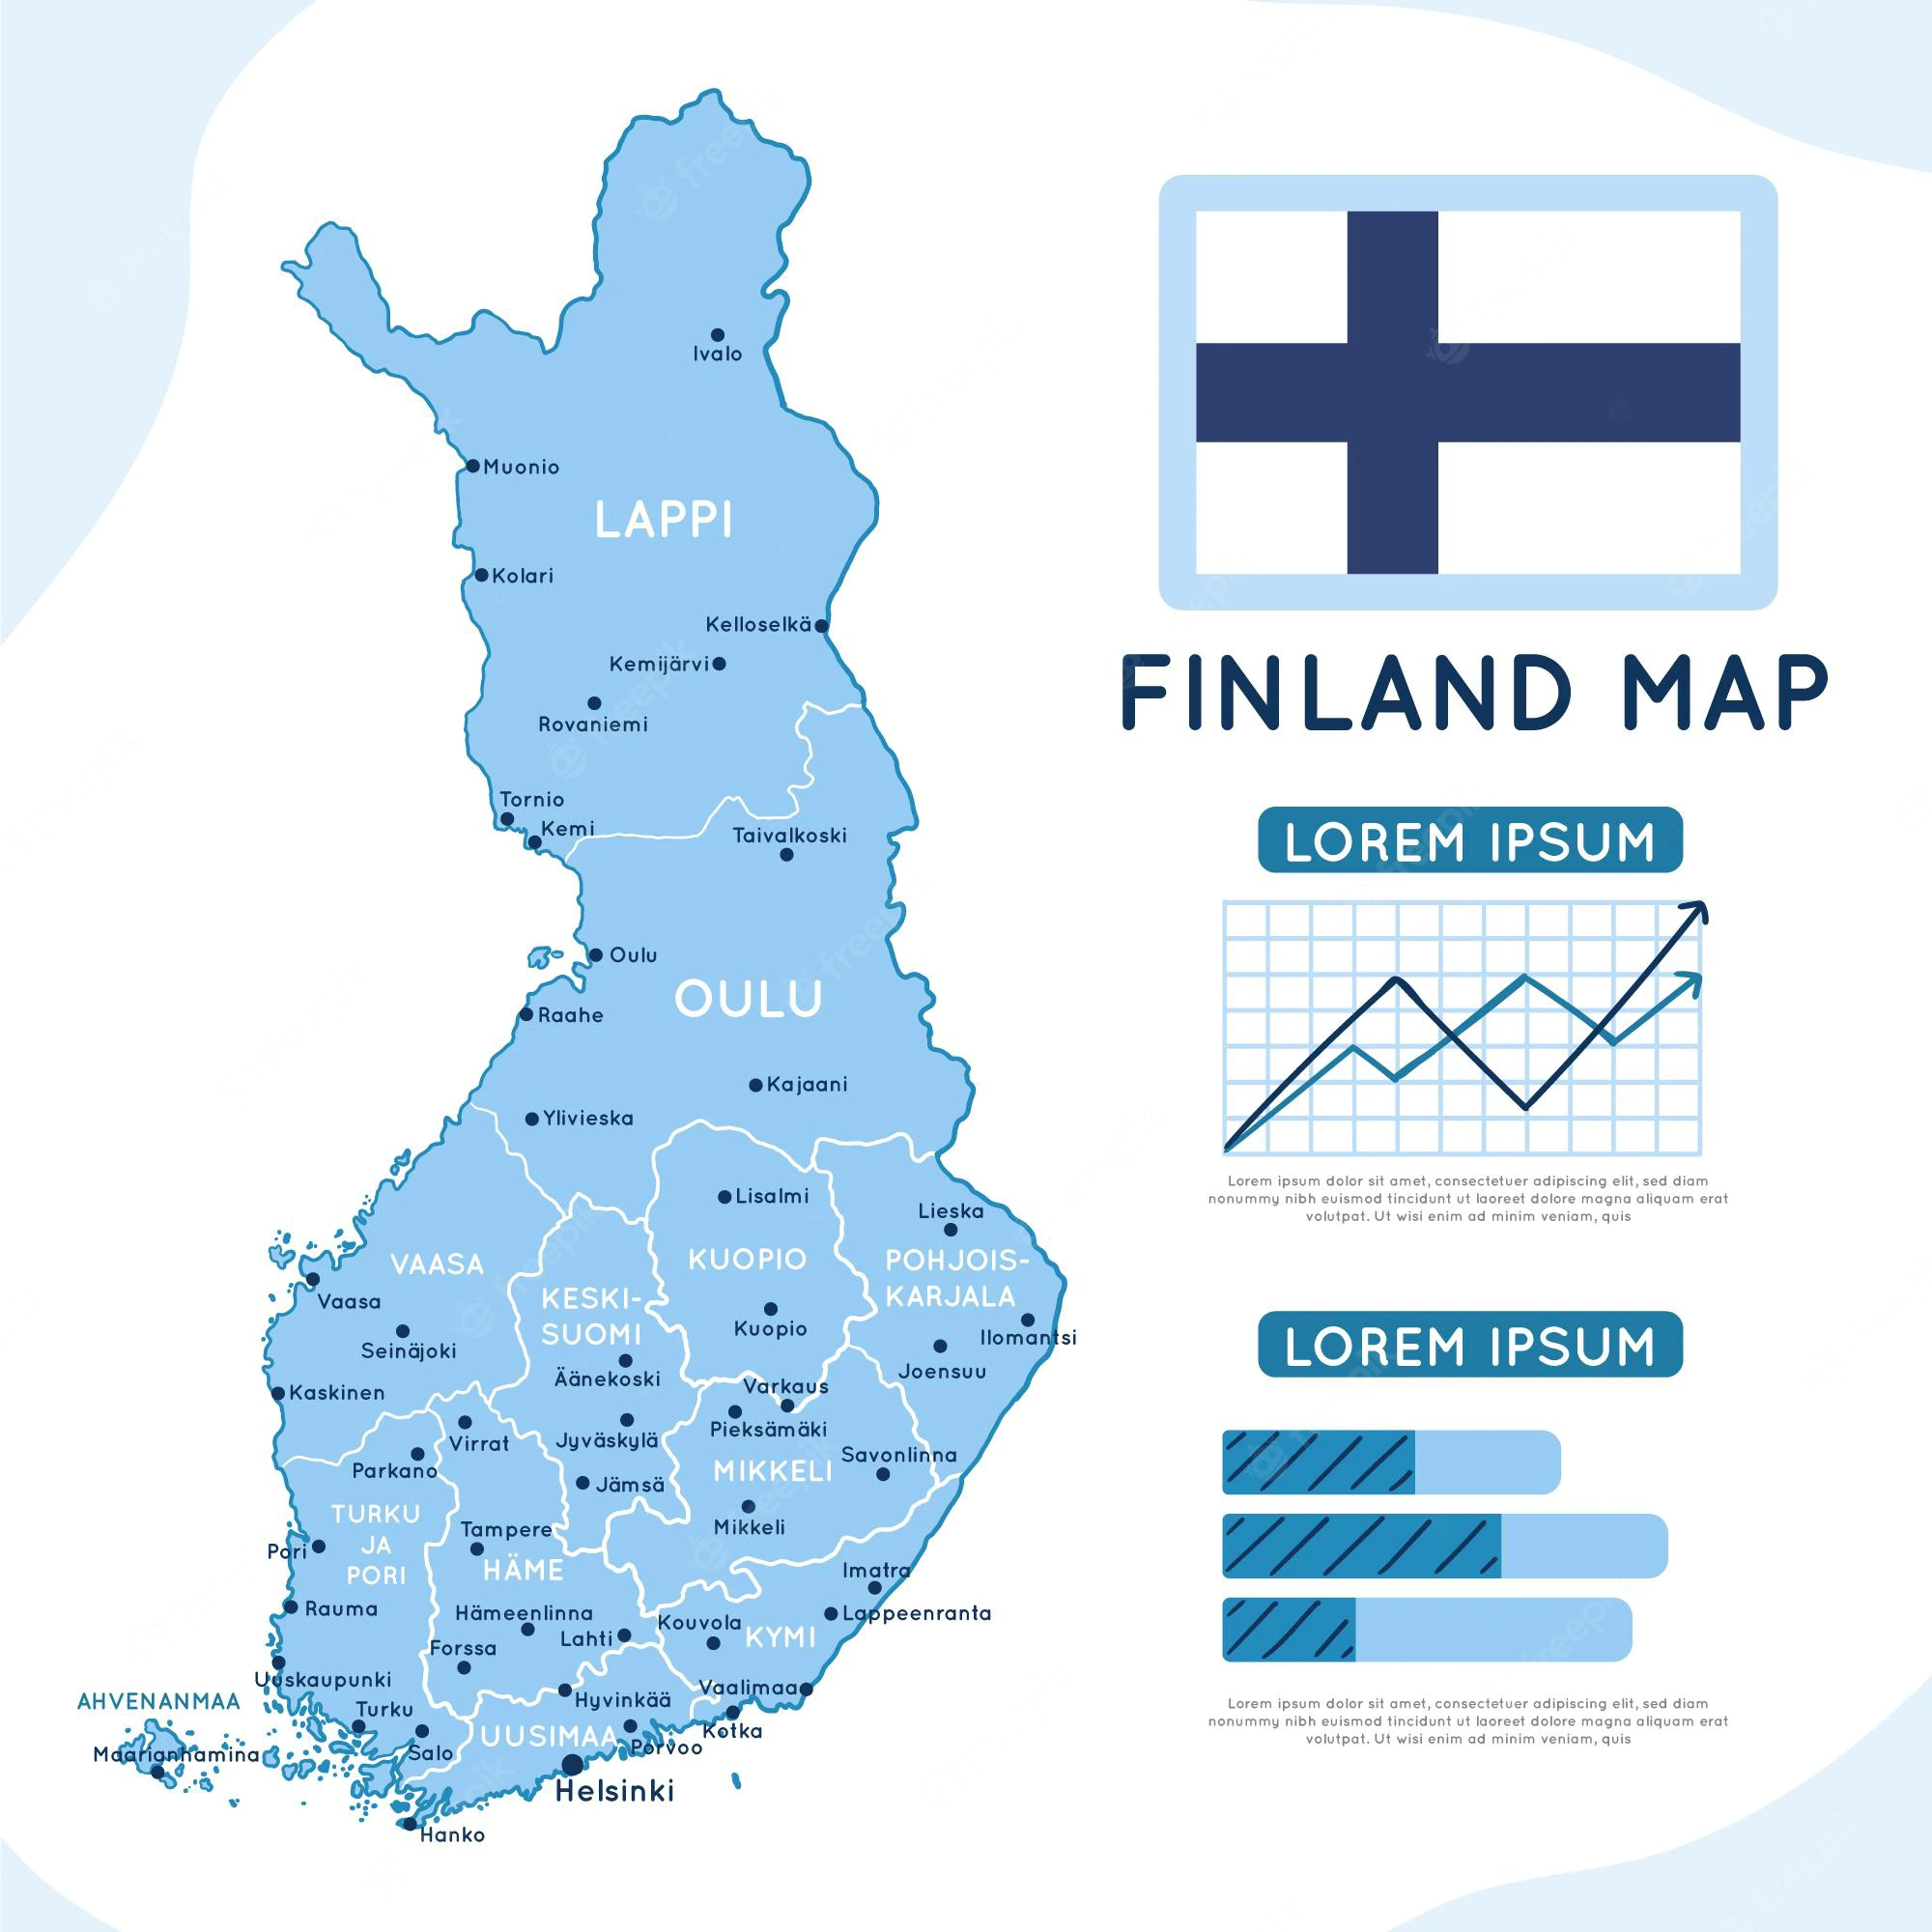 Ivalo
Muonio
LAPPI
Kolari
Kelloselkä
Kemijärvi
Rovaniemi
Tornio
Kemi
Taivalkoski
Oulu
OULU
Raahe
Kajaani
Ylivieska
Lisalmi
Lieska
VAASA
KUOPIO
POHJOIS-
KARJALA
KESKI-
SUOMI
Vaasa
Kuopio
Ilomantsi
Seinäjoki
Joensuu
Äänekoski
Kaskinen
Varkaus
Pieksämäki
Virrat
Jyväskylä
Savonlinna
Parkano
MIKKELI
Jämsä
TURKU
JA
PORI
Mikkeli
Tampere
Pori
HÄME
Imatra
Rauma
Hämeenlinna
Lappeenranta
Kouvola
Lahti
KYMI
Forssa
Uuskaupunki
Vaalimaa
AHVENANMAA
Hyvinkää
Turku
UUSIMAA
Kotka
Porvoo
Salo
Maarianhamina
Helsinki
Hanko
FINLAND MAP
LOREM IPSUM
Lorem ipsum dolor sit amet, consectetuer adipiscing elit, sed diam
nonummy nibh euismod tincidunt ut laoreet dolore magna aliquam erat
volutpat. Ut wisi enim ad minim veniam, quis
LOREM IPSUM
Lorem ipsum dolor sit amet, consectetuer adipiscing elit, sed diam
nonummy nibh euismod tincidunt ut laoreet dolore magna aliquam erat
volutpat. Ut wisi enim ad minim veniam, quis